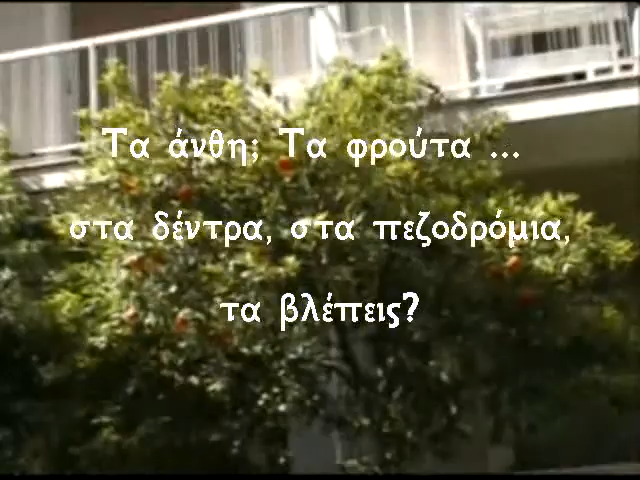 Τα άνθη; Τα φρούτα ...
στα δέντρα, στα πεζοδρόμια,
τα βλέπεις?